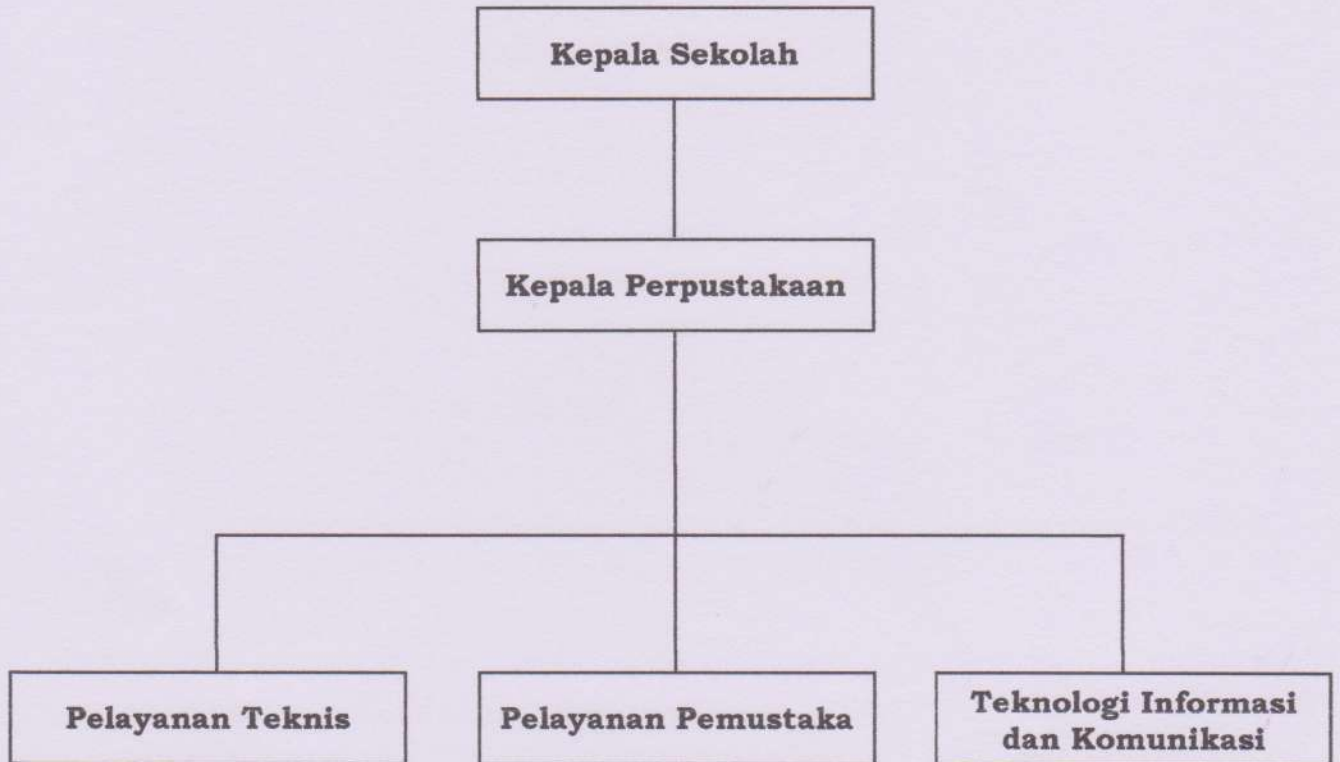 Kepala Sekolah
Kepala Perpustakaan
Pelayanan Teknis
Pelayanan Pemustaka
Teknologi Informasi
dan Komunikasi